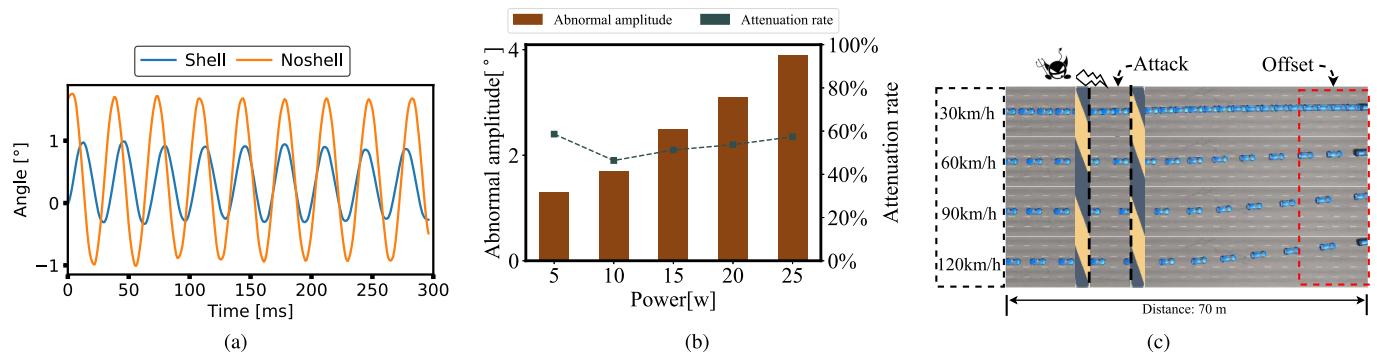 Shell Noshell
Angle [°]
1
0
−1
0 50 100 150 200 250 300
Time [ms]
(a)
Abnormal amplitude Attenuation rate
Abnormal amplitude[°]
4
2
0
100%
80%
60%
40%
20%
0%
Attenuation rate
5 10 15 20 25
Power[w]
(b)
Attack Offset
30km/h
60km/h
90km/h
120km/h
Distance: 70 m
(c)